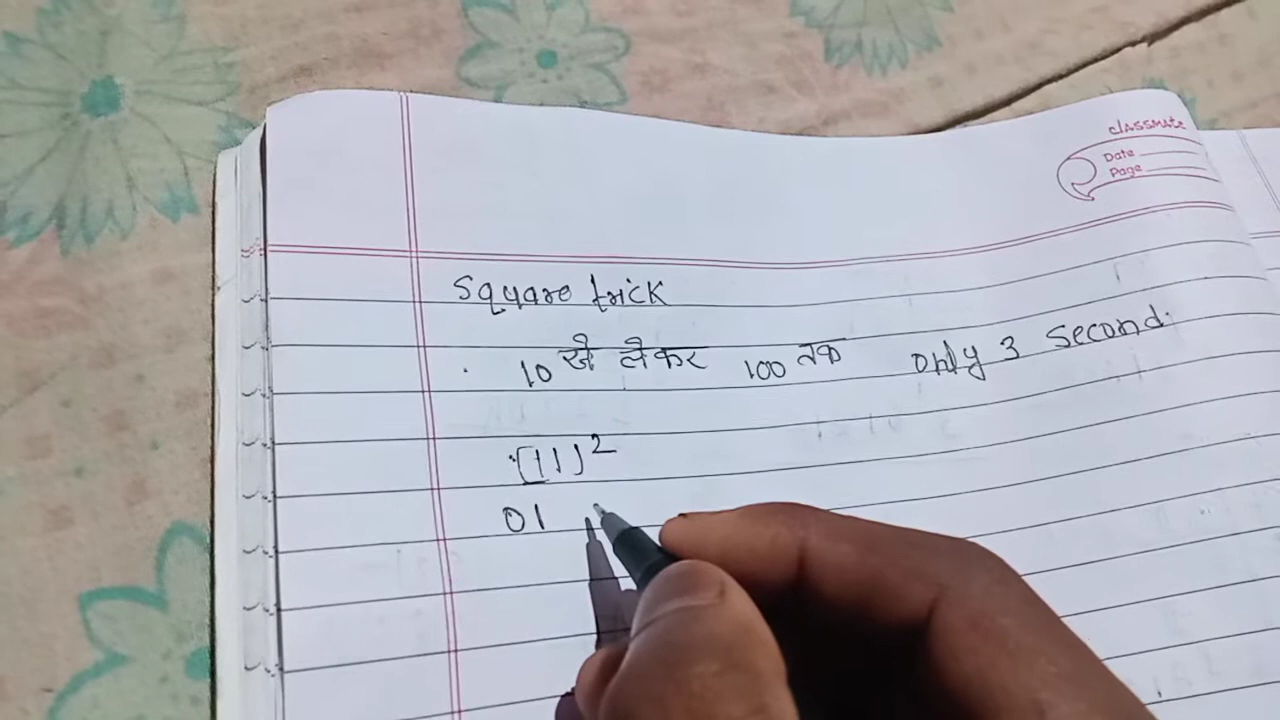 classmate
Date
Page
Square trick
10 से लेकर 100 तक only 3 second.
(11)²
01